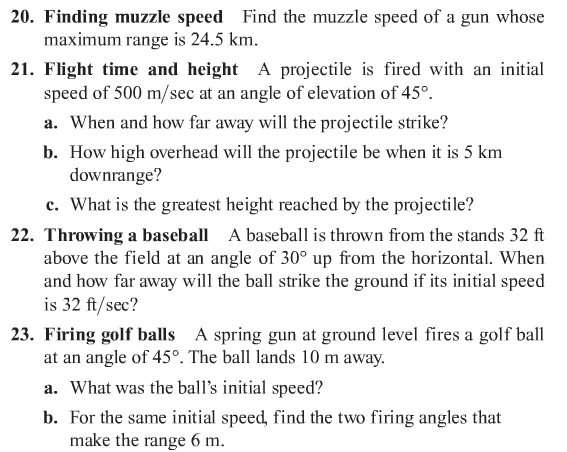 20. Finding muzzle speed Find the muzzle speed of a gun whose
maximum range is 24.5 km.
21. Flight time and height A projectile is fired with an initial
speed of 500 m/sec at an angle of elevation of 45°.
a. When and how far away will the projectile strike?
b. How high overhead will the projectile be when it is 5 km
downrange?
c. What is the greatest height reached by the projectile?
22. Throwing a baseball A baseball is thrown from the stands 32 ft
above the field at an angle of 30° up from the horizontal. When
and how far away will the ball strike the ground if its initial speed
is 32 ft/sec?
23. Firing golf balls A spring gun at ground level fires a golf ball
at an angle of 45°. The ball lands 10 m away.
a. What was the ball's initial speed?
b. For the same initial speed, find the two firing angles that
make the range 6 m.